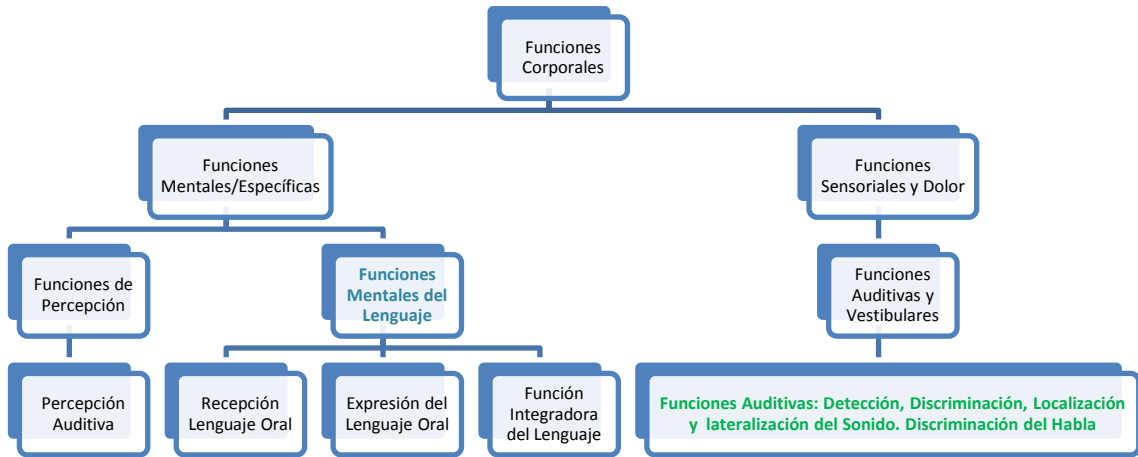 Funciones
Corporales
Funciones
Mentales/Específicas
Funciones
Sensoriales y Dolor
Funciones de
Percepción
Funciones
Mentales del
Lenguaje
Funciones
Auditivas y
Vestibulares
Percepción
Auditiva
Recepción
Lenguaje Oral
Expresión del
Lenguaje Oral
Función
Integradora
del Lenguaje
Funciones Auditivas: Detección, Discriminación, Localización
y lateralización del Sonido. Discriminación del Habla